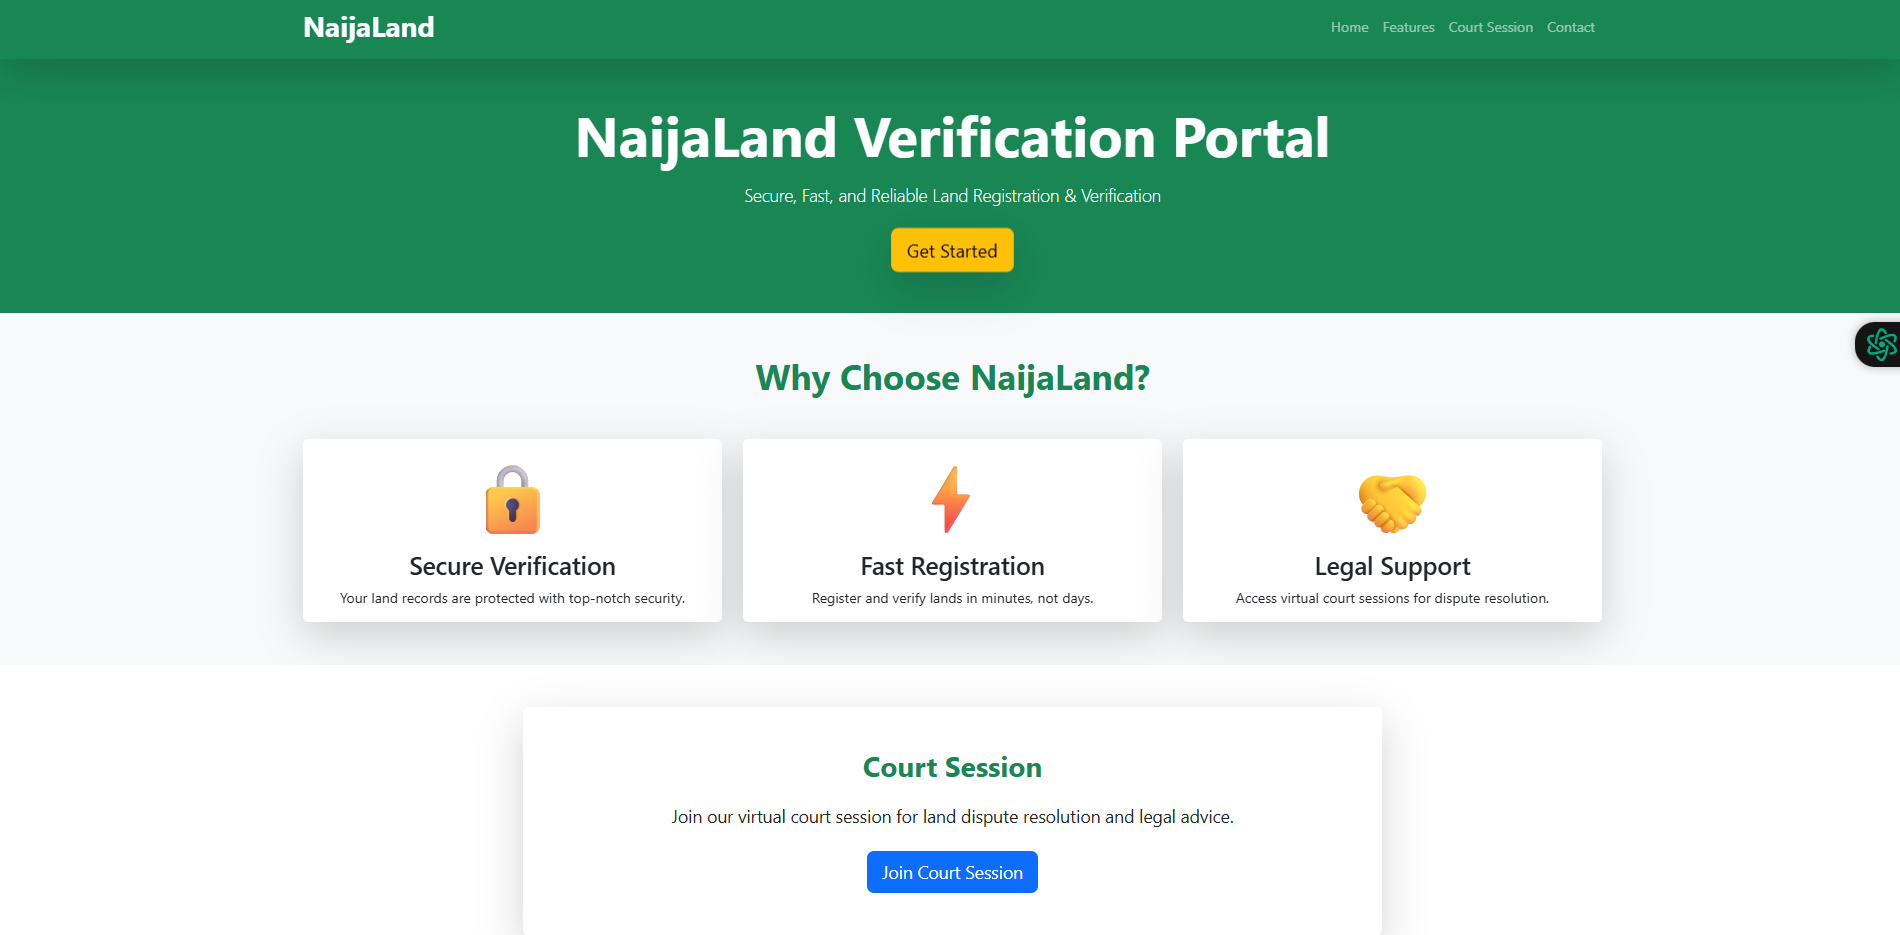 NaijaLand
Home Features Court Session Contact
NaijaLand Verification Portal
Secure, Fast, and Reliable Land Registration & Verification
Get Started
Why Choose NaijaLand?
Secure Verification
Your land records are protected with top-notch security.
Fast Registration
Register and verify lands in minutes, not days.
Legal Support
Access virtual court sessions for dispute resolution.
Court Session
Join our virtual court session for land dispute resolution and legal advice.
Join Court Session